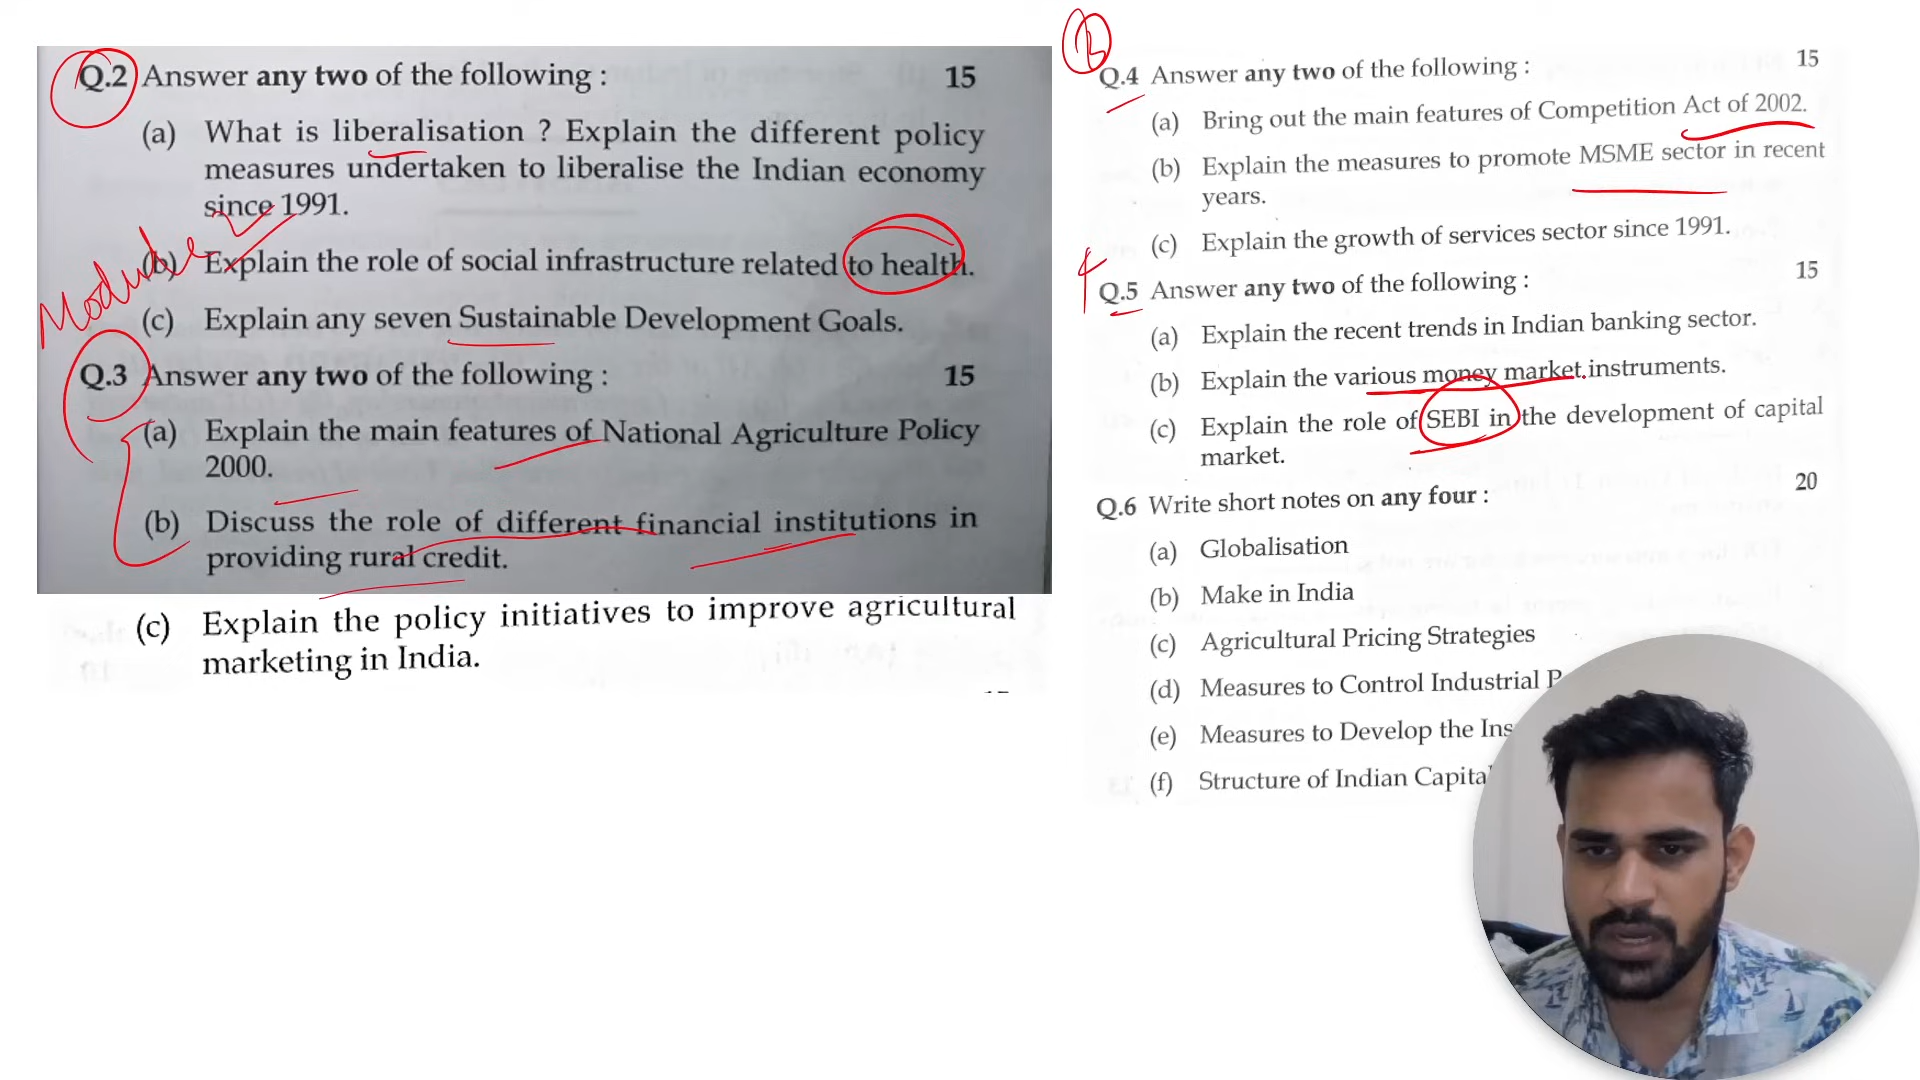 Q.2 Answer any two of the following : 15
(a) What is liberalisation ? Explain the different policy
measures undertaken to liberalise the Indian economy
since 1991.
(b) Explain the role of social infrastructure related to health.
(c) Explain any seven Sustainable Development Goals.
Module 2
Q.3 Answer any two of the following : 15
(a) Explain the main features of National Agriculture Policy
2000.
(b) Discuss the role of different financial institutions in
providing rural credit.
(c) Explain the policy initiatives to improve agricultural
marketing in India.
Q.4 Answer any two of the following : 15
(a) Bring out the main features of Competition Act of 2002.
(b) Explain the measures to promote MSME sector in recent
years.
(c) Explain the growth of services sector since 1991.
4
Q.5 Answer any two of the following : 15
(a) Explain the recent trends in Indian banking sector.
(b) Explain the various money market instruments.
(c) Explain the role of SEBI in the development of capital
market.
Q.6 Write short notes on any four : 20
(a) Globalisation
(b) Make in India
(c) Agricultural Pricing Strategies
(d) Measures to Control Industrial
(e) Measures to Develop the
(f) Structure of Indian